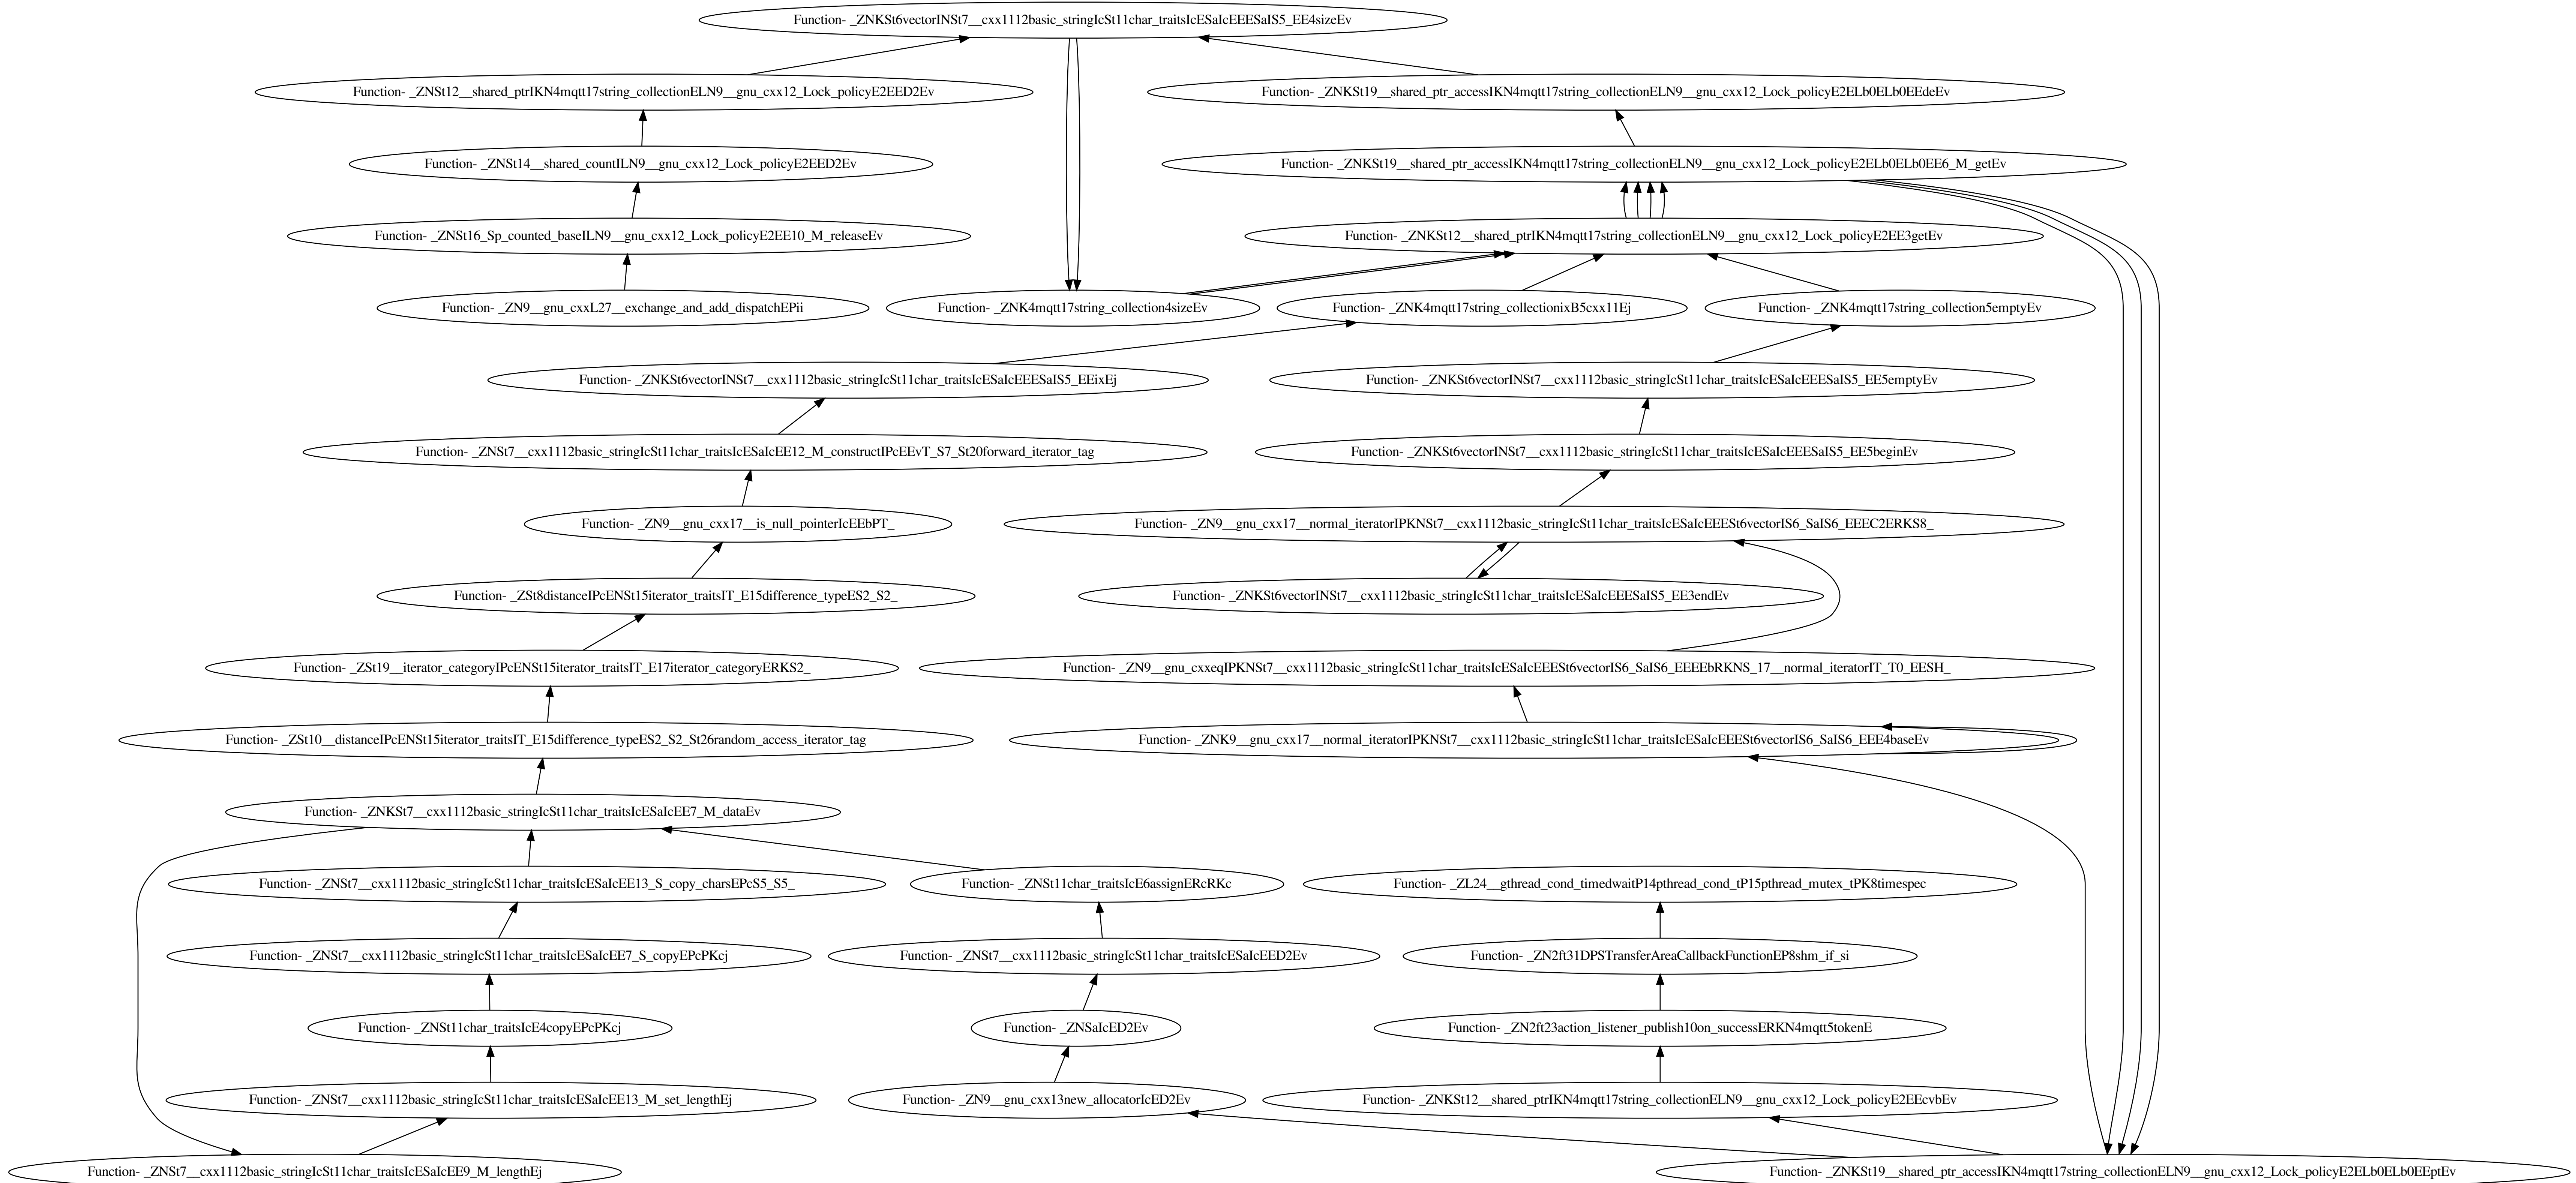 Function- _ZNKSt6vectorINSt7__cxx1112basic_stringIcSt11char_traitsIcESaIcEEESaIS5_EE4sizeEv
Function- _ZNSt12__shared_ptrIKN4mqtt17string_collectionELN9__gnu_cxx12_Lock_policyE2EED2Ev
Function- _ZNKSt19__shared_ptr_accessIKN4mqtt17string_collectionELN9__gnu_cxx12_Lock_policyE2ELb0ELb0EEdeEv
Function- _ZNSt14__shared_countILN9__gnu_cxx12_Lock_policyE2EED2Ev
Function- _ZNKSt19__shared_ptr_accessIKN4mqtt17string_collectionELN9__gnu_cxx12_Lock_policyE2ELb0ELb0EE6_M_getEv
Function- _ZNSt16_Sp_counted_baseILN9__gnu_cxx12_Lock_policyE2EE10_M_releaseEv
Function- _ZNKSt12__shared_ptrIKN4mqtt17string_collectionELN9__gnu_cxx12_Lock_policyE2EE3getEv
Function- _ZN9__gnu_cxxL27__exchange_and_add_dispatchEPii
Function- _ZNK4mqtt17string_collection4sizeEv
Function- _ZNK4mqtt17string_collectionixB5cxx11Ej
Function- _ZNK4mqtt17string_collection5emptyEv
Function- _ZNKSt6vectorINSt7__cxx1112basic_stringIcSt11char_traitsIcESaIcEEESaIS5_EEixEj
Function- _ZNKSt6vectorINSt7__cxx1112basic_stringIcSt11char_traitsIcESaIcEEESaIS5_EE5emptyEv
Function- _ZNSt7__cxx1112basic_stringIcSt11char_traitsIcESaIcEE12_M_constructIPcEEvT_S7_St20forward_iterator_tag
Function- _ZNKSt6vectorINSt7__cxx1112basic_stringIcSt11char_traitsIcESaIcEEESaIS5_EE5beginEv
Function- _ZN9__gnu_cxx17__is_null_pointerIcEEbPT_
Function- _ZN9__gnu_cxx17__normal_iteratorIPKNSt7__cxx1112basic_stringIcSt11char_traitsIcESaIcEEESt6vectorIS6_SaIS6_EEEC2ERKS8_
Function- _ZSt8distanceIPcENSt15iterator_traitsIT_E15difference_typeES2_S2_
Function- _ZNKSt6vectorINSt7__cxx1112basic_stringIcSt11char_traitsIcESaIcEEESaIS5_EE3endEv
Function- _ZSt19__iterator_categoryIPcENSt15iterator_traitsIT_E17iterator_categoryERKS2_
Function- _ZN9__gnu_cxxeqIPKNSt7__cxx1112basic_stringIcSt11char_traitsIcESaIcEEESt6vectorIS6_SaIS6_EEEEbRKNS_17__normal_iteratorIT_T0_EESH_
Function- _ZSt10__distanceIPcENSt15iterator_traitsIT_E15difference_typeES2_S2_St26random_access_iterator_tag
Function- _ZNK9__gnu_cxx17__normal_iteratorIPKNSt7__cxx1112basic_stringIcSt11char_traitsIcESaIcEEESt6vectorIS6_SaIS6_EEE4baseEv
Function- _ZNKSt7__cxx1112basic_stringIcSt11char_traitsIcESaIcEE7_M_dataEv
Function- _ZNSt7__cxx1112basic_stringIcSt11char_traitsIcESaIcEE13_S_copy_charsEPcS5_S5_
Function- _ZNSt11char_traitsIcE6assignERcRKc
Function- _ZL24__gthread_cond_timedwaitP14pthread_cond_tP15pthread_mutex_tPK8timespec
Function- _ZNSt7__cxx1112basic_stringIcSt11char_traitsIcESaIcEE7_S_copyEPcPKcj
Function- _ZNSt7__cxx1112basic_stringIcSt11char_traitsIcESaIcEED2Ev
Function- _ZN2ft31DPSTransferAreaCallbackFunctionEP8shm_if_si
Function- _ZNSt11char_traitsIcE4copyEPcPKcj
Function- _ZNSaIcED2Ev
Function- _ZN2ft23action_listener_publish10on_successERKN4mqtt5tokenE
Function- _ZNSt7__cxx1112basic_stringIcSt11char_traitsIcESaIcEE13_M_set_lengthEj
Function- _ZN9__gnu_cxx13new_allocatorIcED2Ev
Function- _ZNKSt12__shared_ptrIKN4mqtt17string_collectionELN9__gnu_cxx12_Lock_policyE2EEcvbEv
Function- _ZNSt7__cxx1112basic_stringIcSt11char_traitsIcESaIcEE9_M_lengthEj
Function- _ZNKSt19__shared_ptr_accessIKN4mqtt17string_collectionELN9__gnu_cxx12_Lock_policyE2ELb0ELb0EEptEv